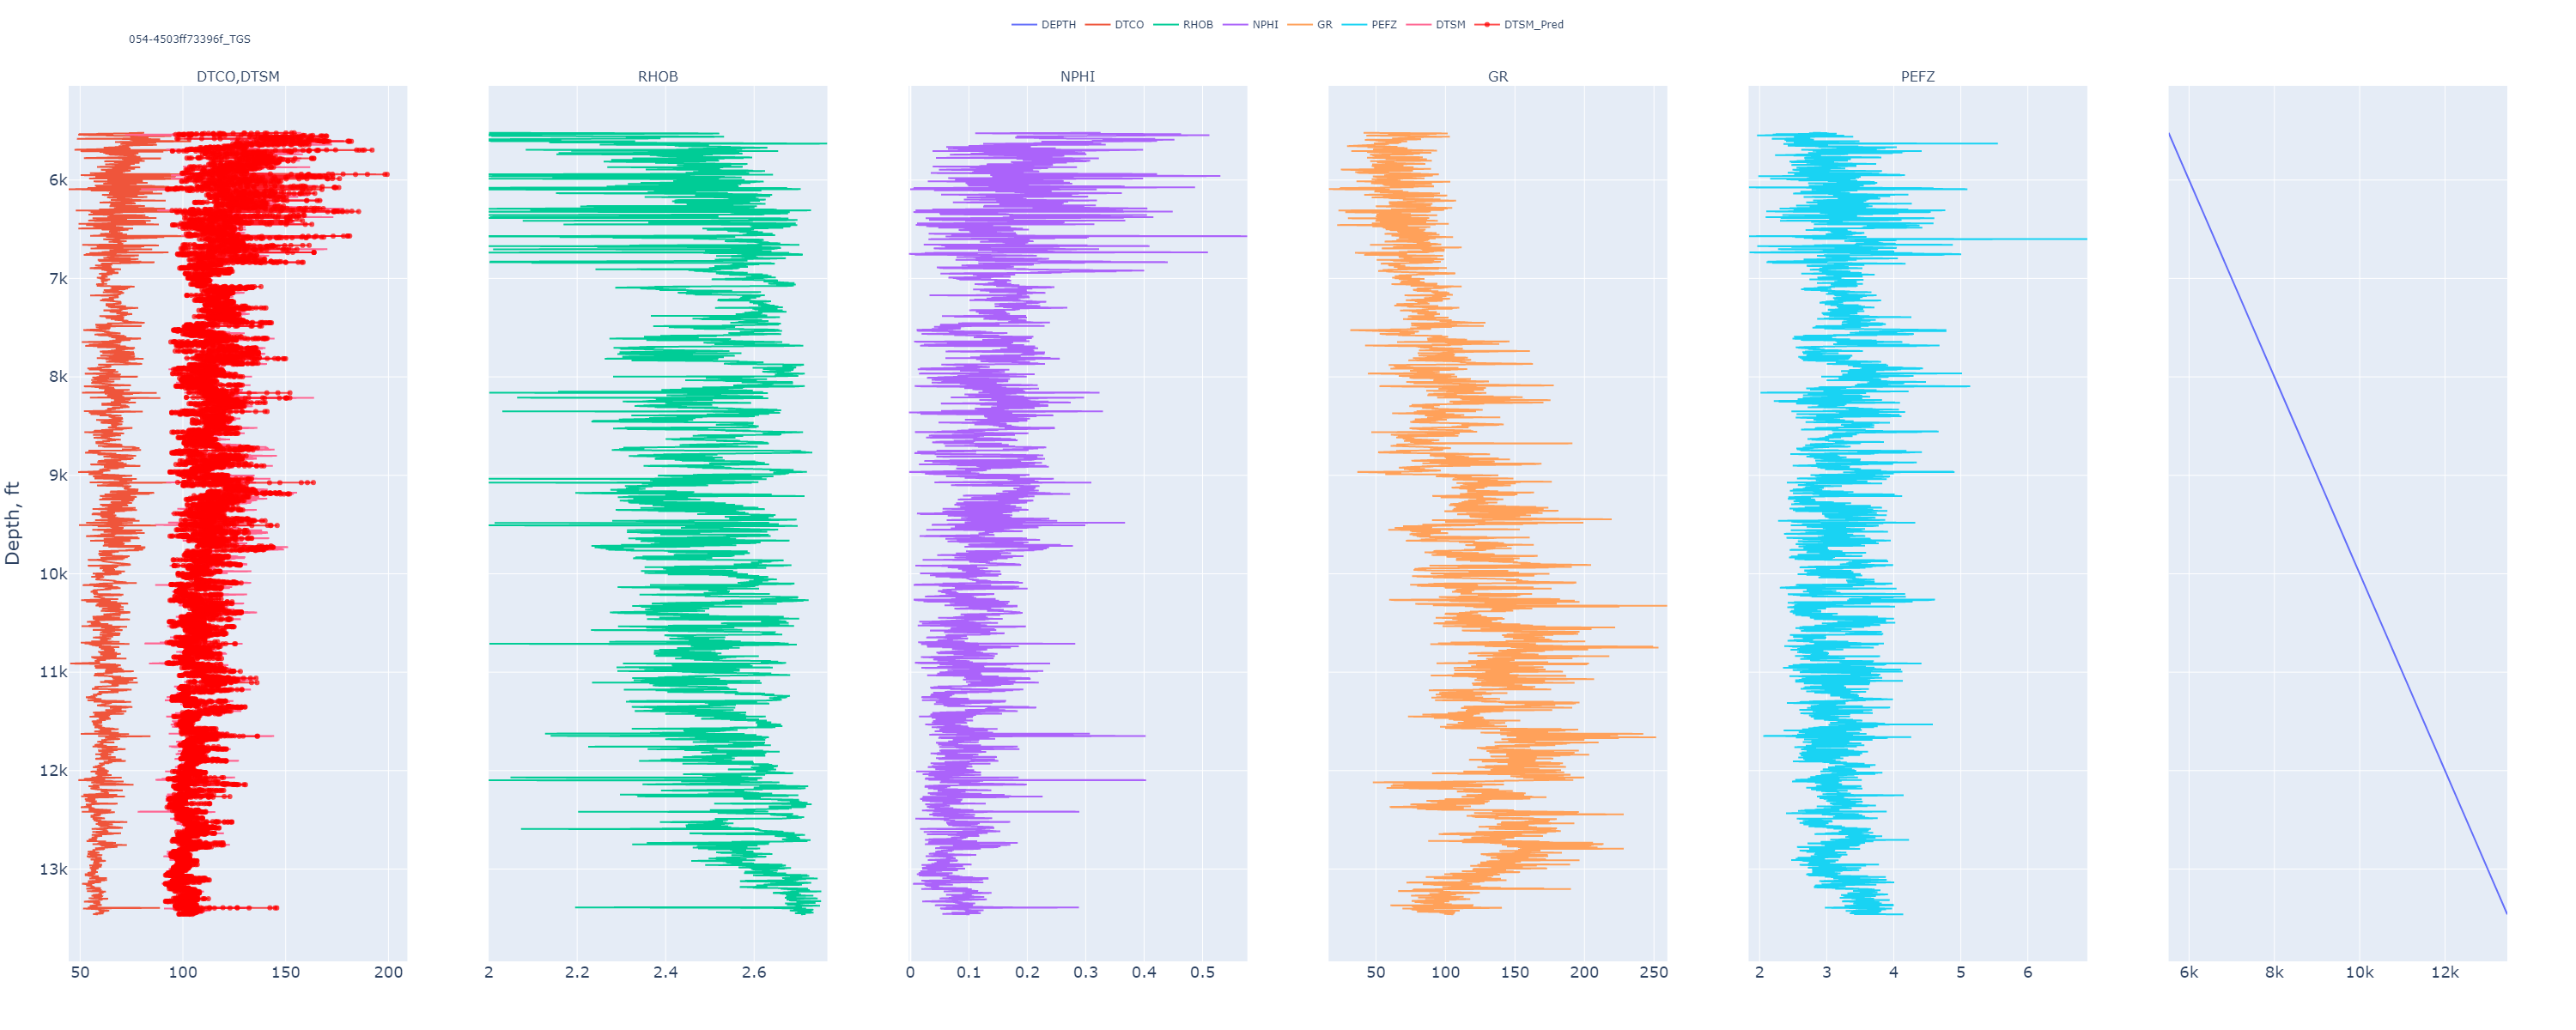 DEPTH DTCO RHOB NPHI GR PEFZ DTSM DTSM_Pred
054-4503ff73396f_TGS
DTCO,DTSM RHOB NPHI GR PEFZ
6k
7k
8k
9k
10k
11k
12k
13k
Depth, ft
50 100 150 200 2 2.2 2.4 2.6 0 0.1 0.2 0.3 0.4 0.5 50 100 150 200 250 2 3 4 5 6 6k 8k 10k 12k